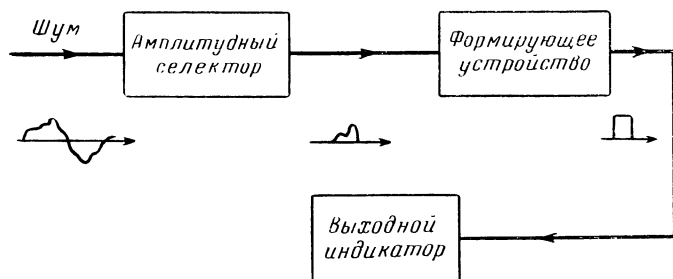 Шум
Амплитудный
селектор
Формирующее
устройство
Выходной
индикатор